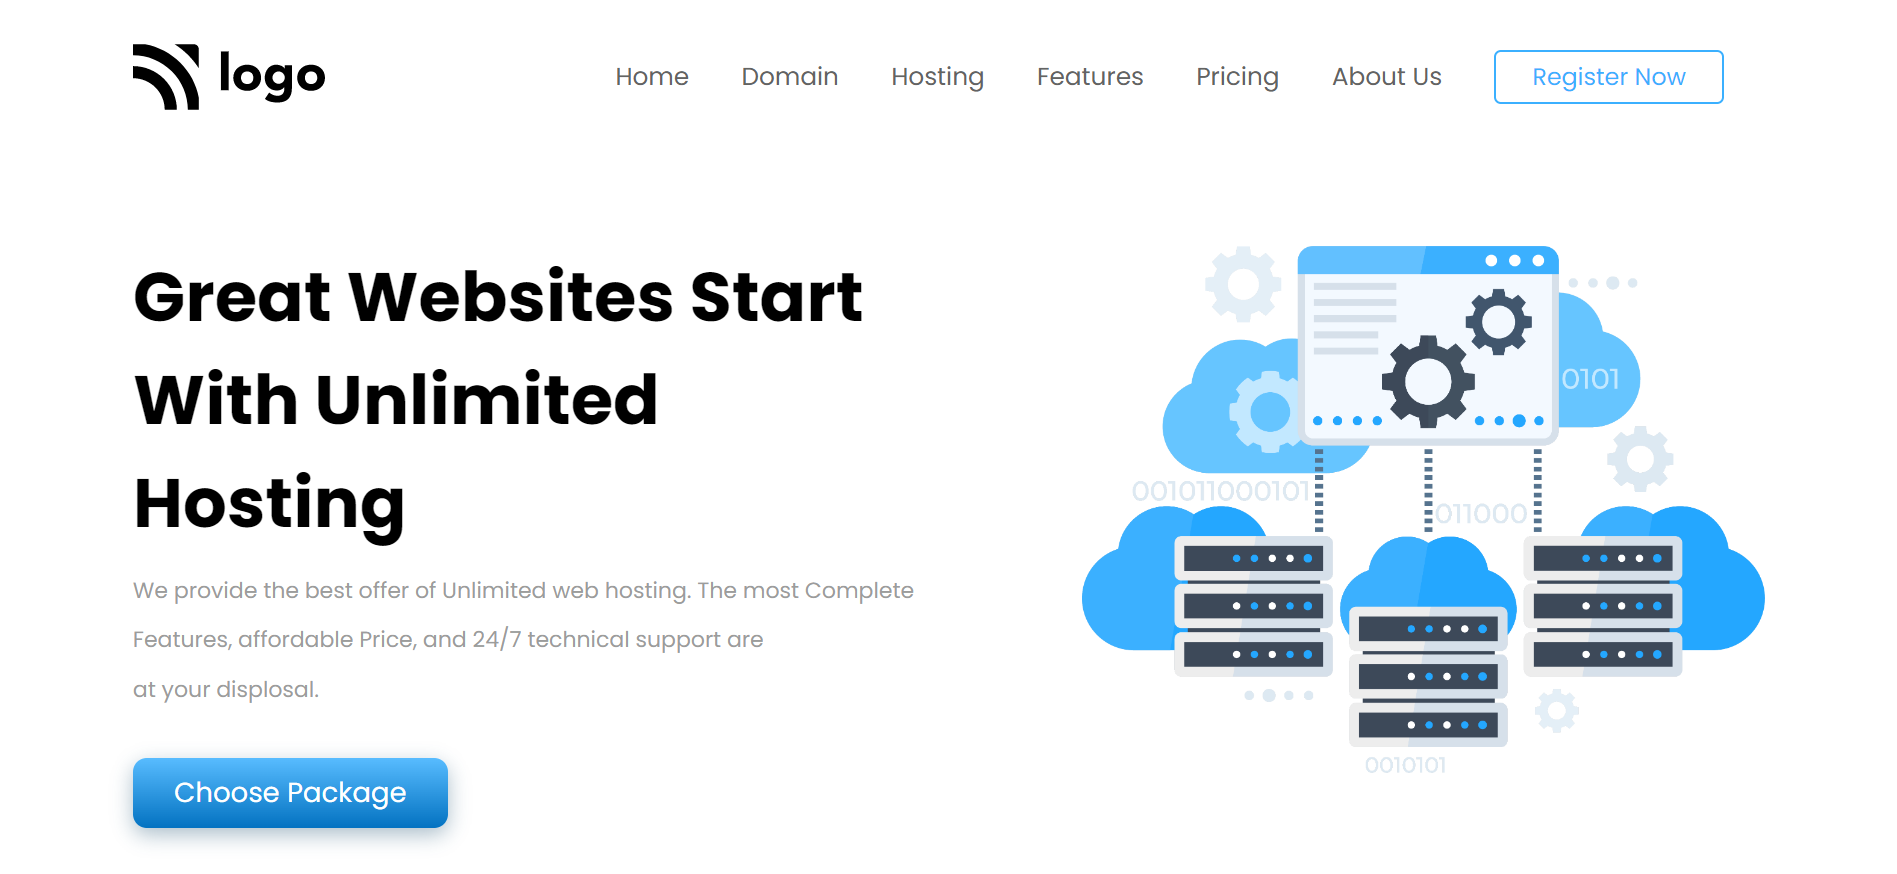 logo
Home Domain Hosting Features Pricing About Us Register Now
Great Websites Start
With Unlimited
Hosting
We provide the best offer of Unlimited web hosting. The most Complete
Features, affordable Price, and 24/7 technical support are
at your displosal.
Choose Package
0101
001011000101
011000
0010101